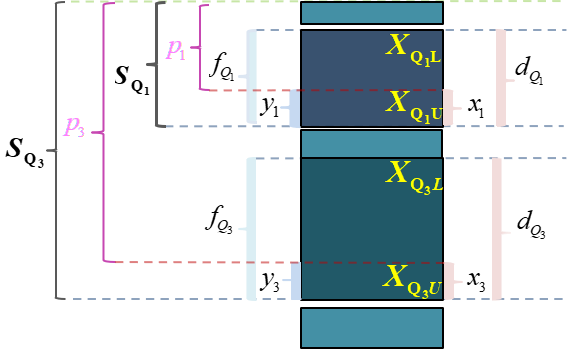 X_{Q_1L}
p_1
f_{Q_1}
d_{Q_1}
S_{Q_1}
y_1
X_{Q_1U}
x_1
p_3
S_{Q_3}
X_{Q_3L}
f_{Q_3}
d_{Q_3}
y_3
X_{Q_3U}
x_3